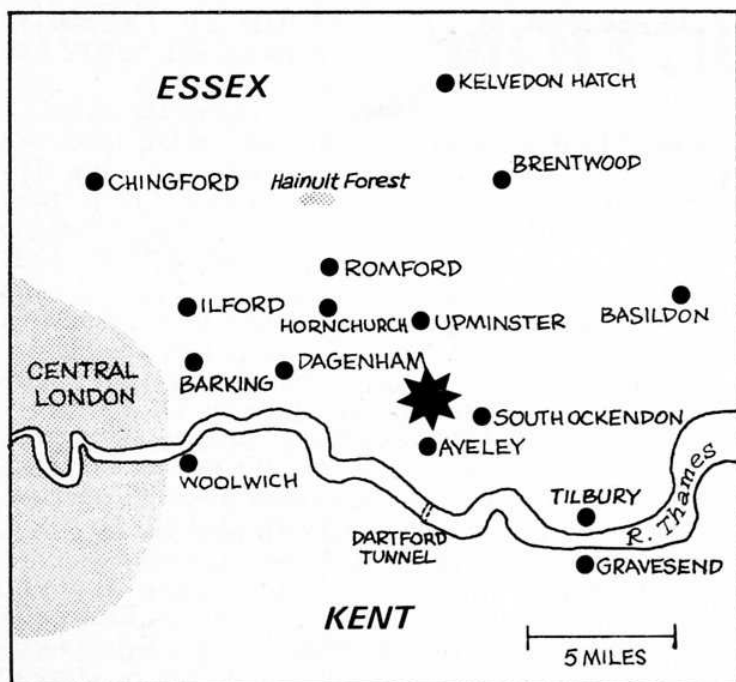 ESSEX
KELVEDON HATCH
CHINGFORD
Hainult Forest
BRENTWOOD
ROMFORD
ILFORD
HORNCHURCH
UPMINSTER
BASILDON
CENTRAL
LONDON
BARKING
DAGENHAM
SOUTH OCKENDON
AVELEY
WOOLWICH
TILBURY
R. Thames
DARTFORD
TUNNEL
GRAVESEND
KENT
5 MILES